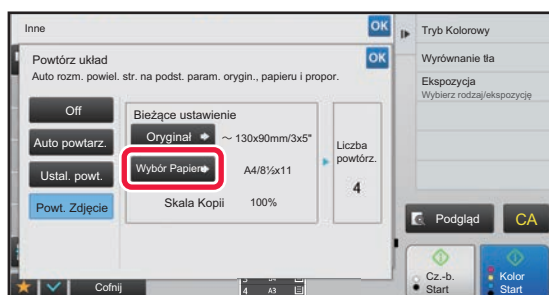 Inne
OK
Powtórz układ
OK
Auto rozm. powiel. str. na podst. param. orygin., papieru i propor.
Off
Auto powtarz.
Ustal. powt.
Powt. Zdjęcie
Bieżące ustawienie
Oryginał
~ 130x90mm/3x5"
Wybór Papieru
A4/8½x11
Skala Kopii
100%
Liczba
powtórz.
4
Cofnij
4 A3
Tryb Kolorowy
Wyrównanie tła
Ekspozycja
Wybierz rodzaj/ekspozycję
Podgląd
CA
Cz.-b.
Start
Kolor
Start